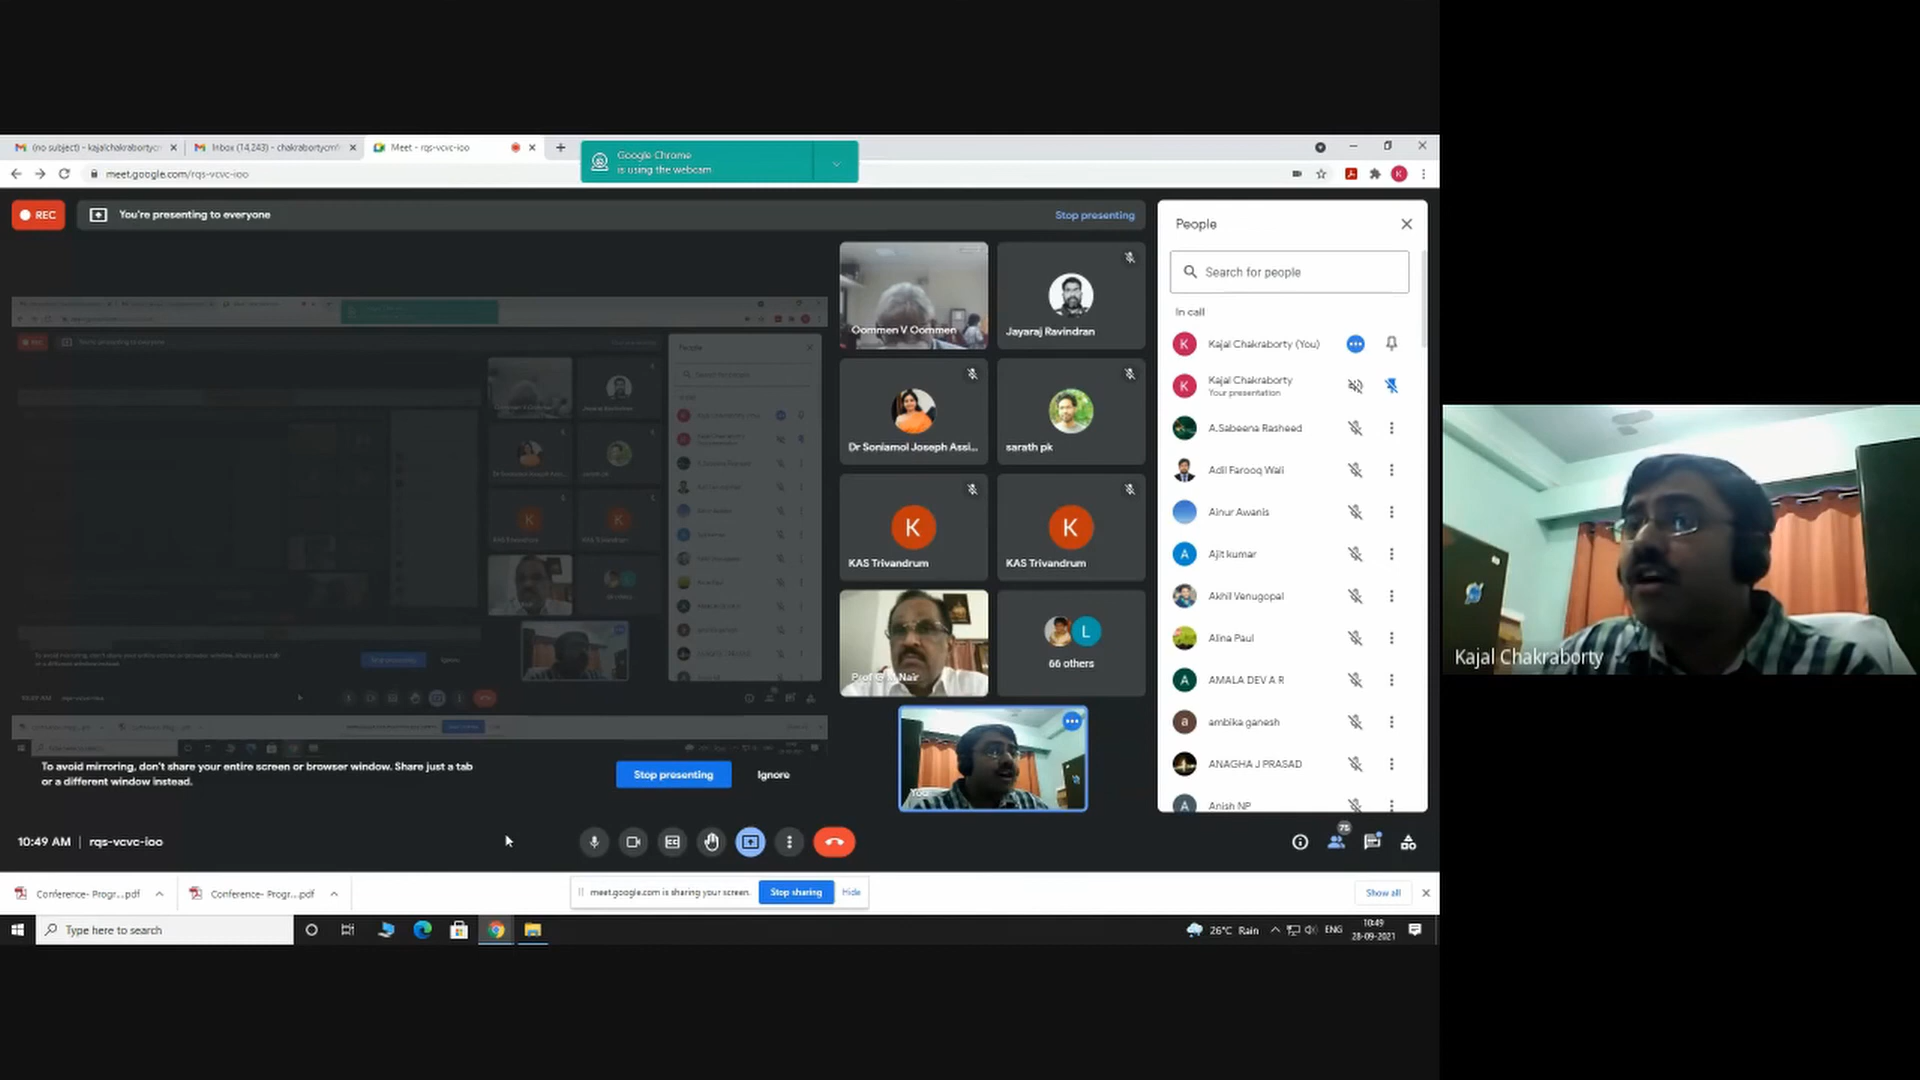 (no subject) - kajalchakrabortycm
Inbox (14,243) - chakrabortycmf
Meet - rqs-vcvc-ioo
Google Chrome
is using the webcam
meet.google.com/rqs-vcvc-ioo
K
REC
You're presenting to everyone
Stop presenting
Oommen V Oommen
Jayaraj Ravindran
Dr Soniamol Joseph Assi...
sarath pk
K
KAS Trivandrum
K
KAS Trivandrum
L
66 others
You
To avoid mirroring, don't share your entire screen or browser window. Share just a tab
or a different window instead.
Stop presenting
Ignore
People
Search for people
In call
K
Kajal Chakraborty (You)
K
Kajal Chakraborty
Your presentation
A.Sabeena Rasheed
Adil Farooq Wali
Ainur Awanis
A
Ajit kumar
Akhil Venugopal
Alina Paul
A
AMALA DEV A R
a
ambika ganesh
ANAGHA J PRASAD
A
Anish NP
Kajal Chakraborty
10:49 AM | rqs-vcvc-ioo
75
Conference- Progr....pdf
Conference- Progr....pdf
meet.google.com is sharing your screen.
Stop sharing
Hide
Show all
Type here to search
26°C Rain
ENG
10:49
28-09-2021